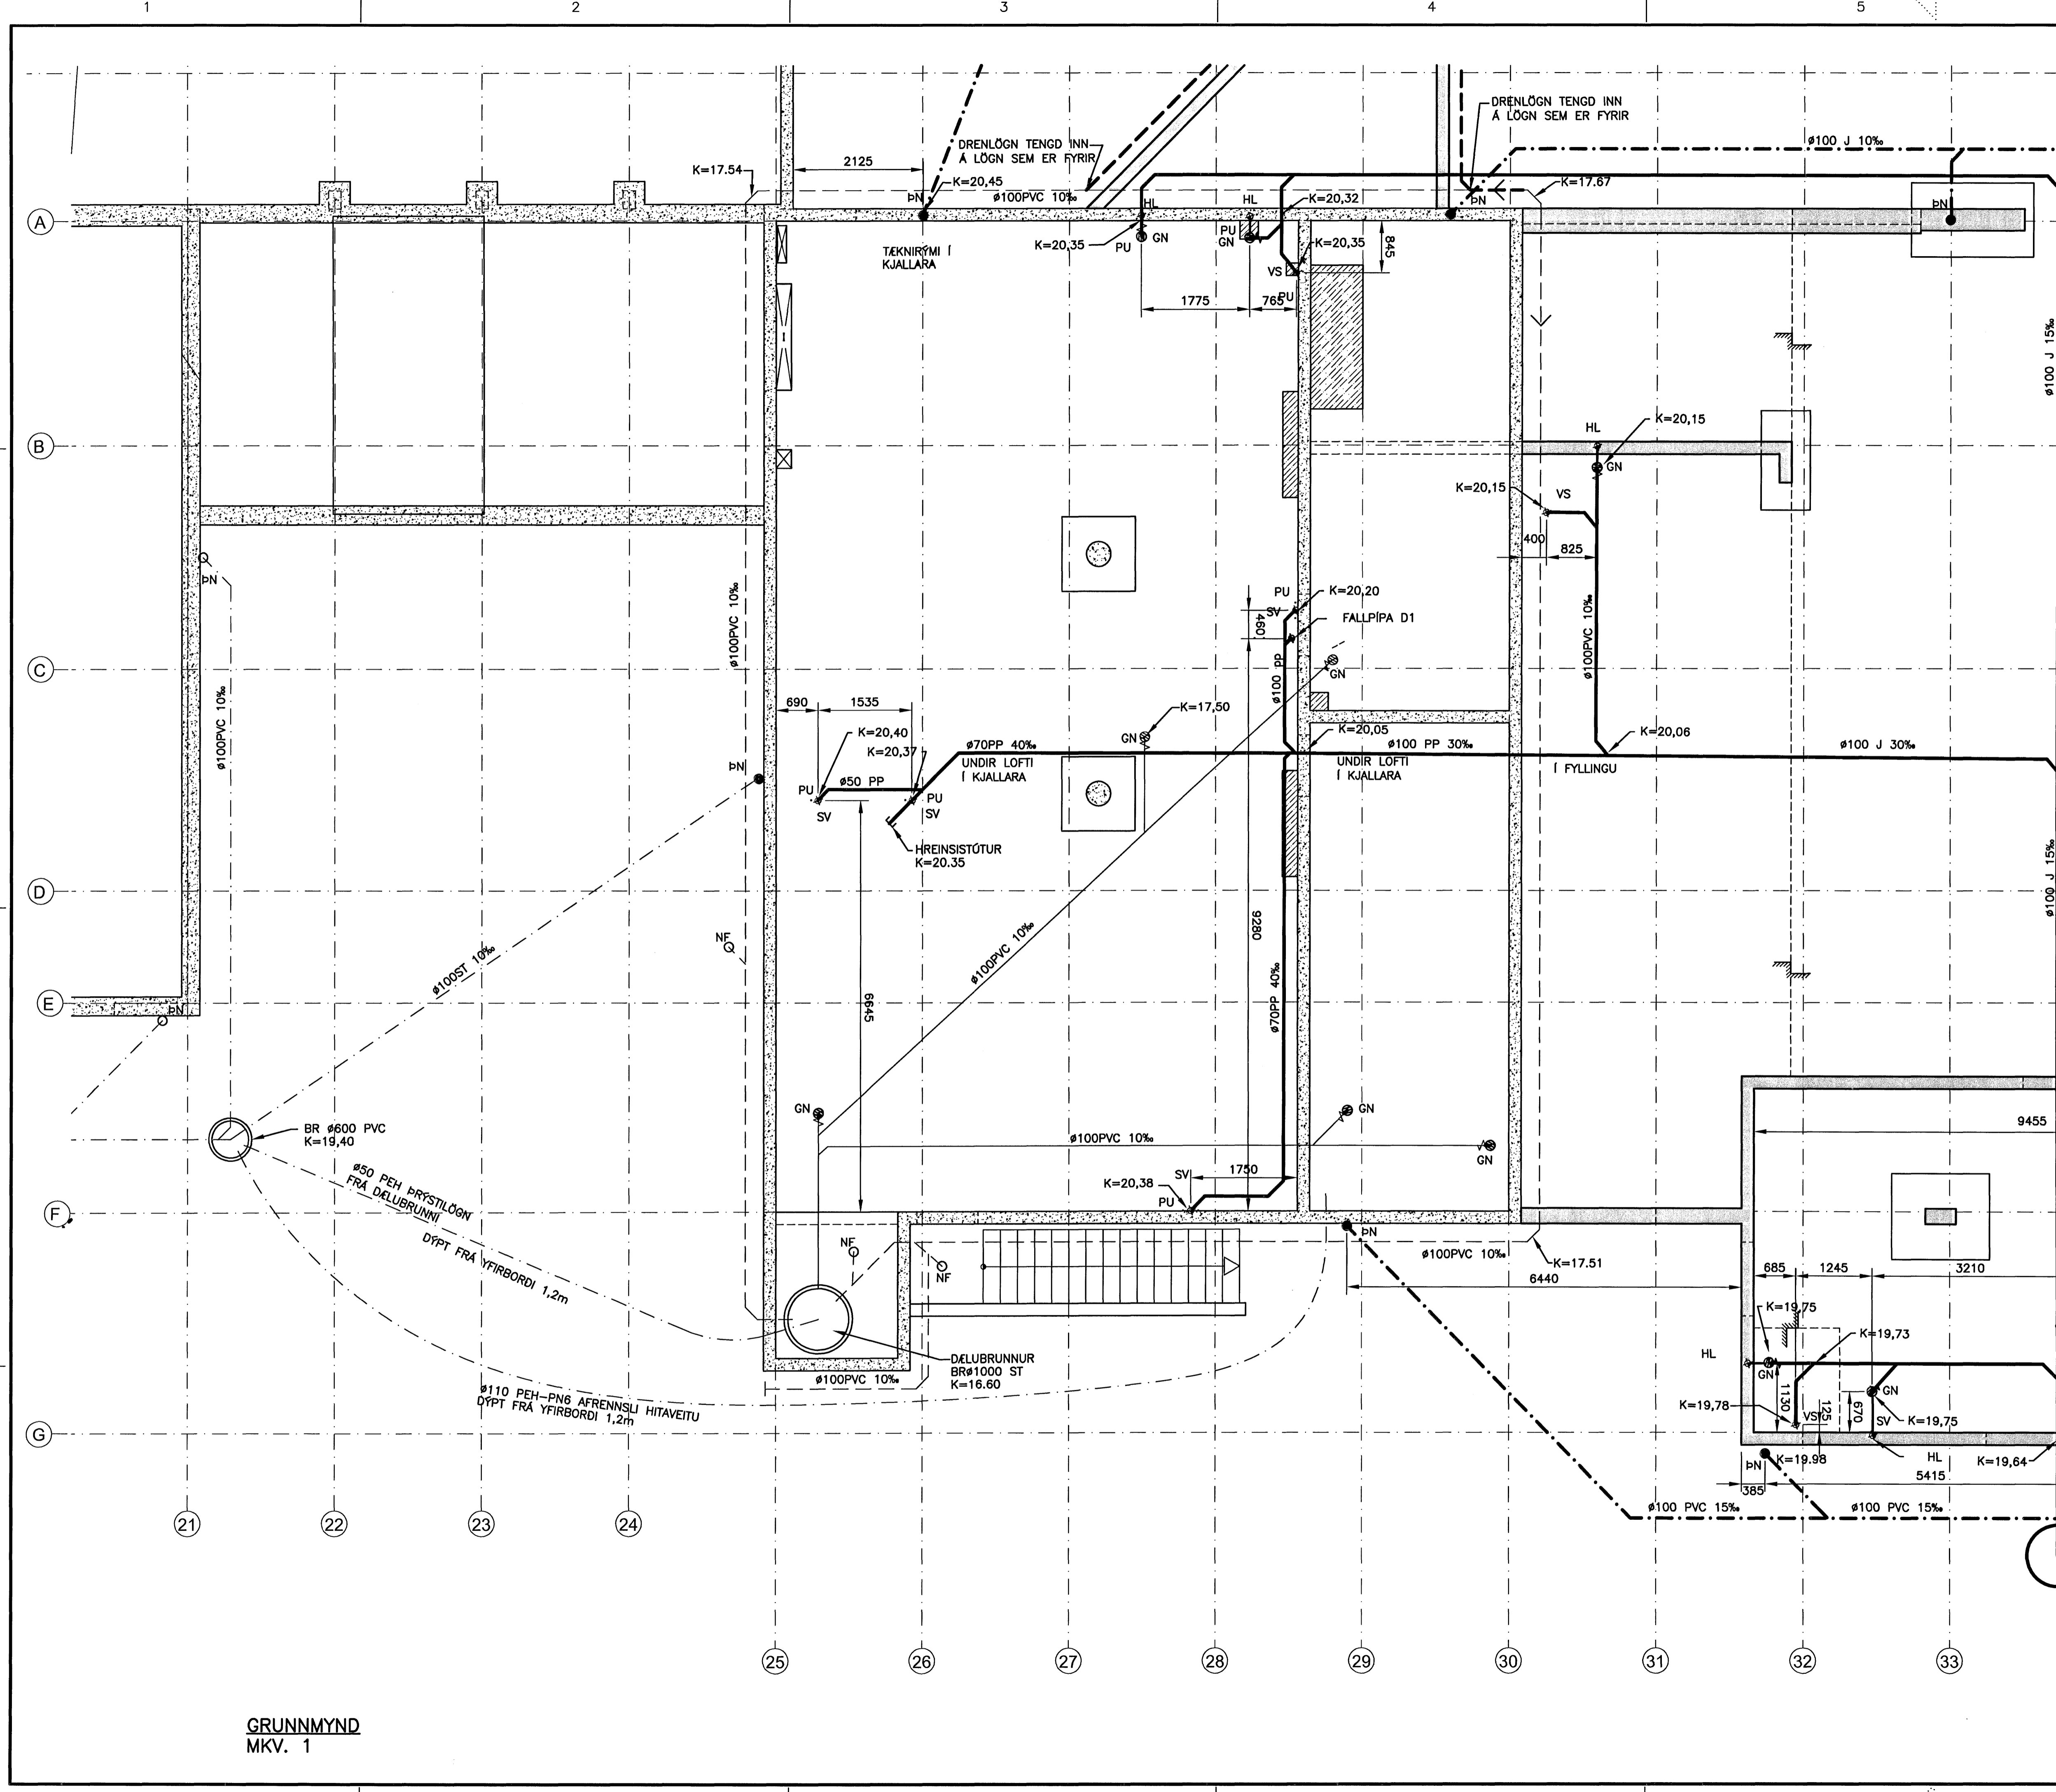 1
2
3
4
5
DRENLÖGN TENGD INN
Á LÖGN SEM ER FYRIR
Ø100 J 10‰
DRENLÖGN TENGD INN
Á LÖGN SEM ER FYRIR
K=17.54
2125
K=20,45
ÞN
Ø100PVC 10‰
HL
HL
K=20,32
ÞN
K=17.67
ÞN
A
K=20,35
PU
GN
PU
GN
K=20,35
845
TÆKNIRÝMI Í
KJALLARA
VS
1775
765
PU
Ø100 J 15‰
K=20,15
HL
B
GN
K=20,15
VS
400
825
ÞN
Ø100PVC 10‰
PU
K=20,20
SV
460
FALLPÍPA D1
Ø100PVC 10‰
C
GN
Ø100 PP
Ø100PVC 10‰
690
1535
K=17,50
K=20,40
GN
K=20,05
K=20,06
K=20,37
Ø70PP 40‰
Ø100 PP 30‰
Ø100 J 30‰
UNDIR LOFTI
Í KJALLARA
UNDIR LOFTI
Í KJALLARA
Í FYLLINGU
ÞN
Ø50 PP
PU
PU
SV
SV
HREINSISTÚTUR
K=20.35
Ø100 J 15‰
D
NF
9280
Ø100PVC 10‰
Ø100ST 10‰
E
ÞN
6645
Ø70PP 40‰
GN
GN
BR Ø600 PVC
K=19,40
9455
Ø100PVC 10‰
GN
SV
1750
K=20,38
PU
Ø50 PEH ÞRÝSTILÖGN
FRÁ DÆLUBRUNNI
F
DÝPT FRÁ YFIRBORÐI 1,2m
NF
NF
ÞN
Ø100PVC 10‰
K=17.51
6440
685
1245
3210
K=19,75
K=19,73
HL
GN
DÆLUBRUNNUR
BRØ1000 ST
K=16.60
Ø100PVC 10‰
Ø110 PEH-PN6 AFRENNSLI HITAVEITU
DÝPT FRÁ YFIRBORÐI 1,2m
1130
125
670
GN
K=19,78
VS
SV
K=19,75
G
ÞN
K=19.98
HL
K=19,64
385
5415
Ø100 PVC 15‰
Ø100 PVC 15‰
21
22
23
24
25
26
27
28
29
30
31
32
33
GRUNNMYND
MKV. 1